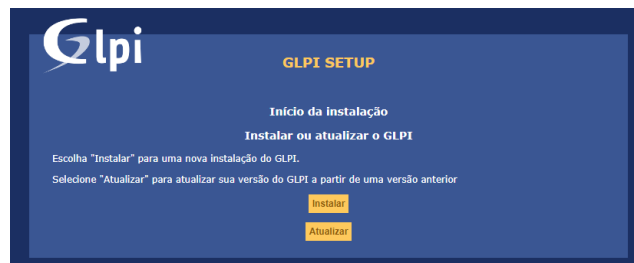 Glpi
GLPI SETUP
Início da instalação
Instalar ou atualizar o GLPI
Escolha "Instalar" para uma nova instalação do GLPI.
Selecione "Atualizar" para atualizar sua versão do GLPI a partir de uma versão anterior
Instalar
Atualizar